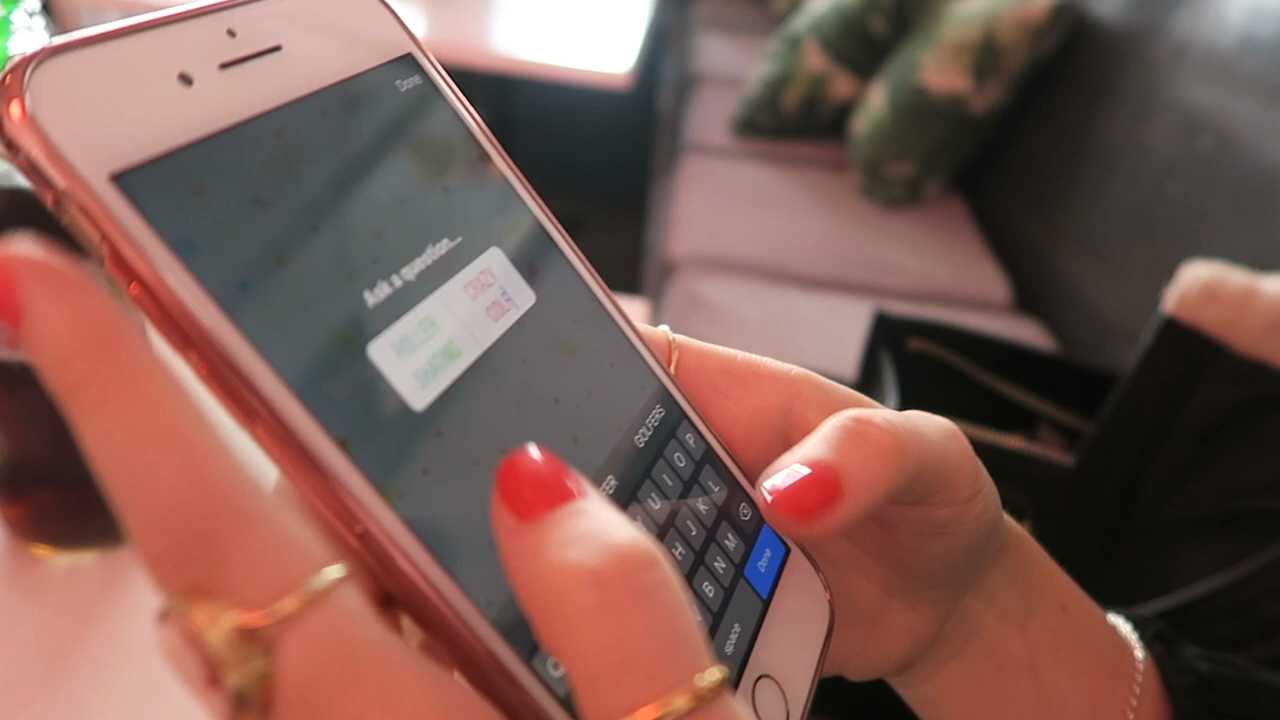 Done
Ask a question...
ROLLER
SKATING
CRAZY
GOLF
GOLFERS
U I O P
H J K L
B N M
space
Done